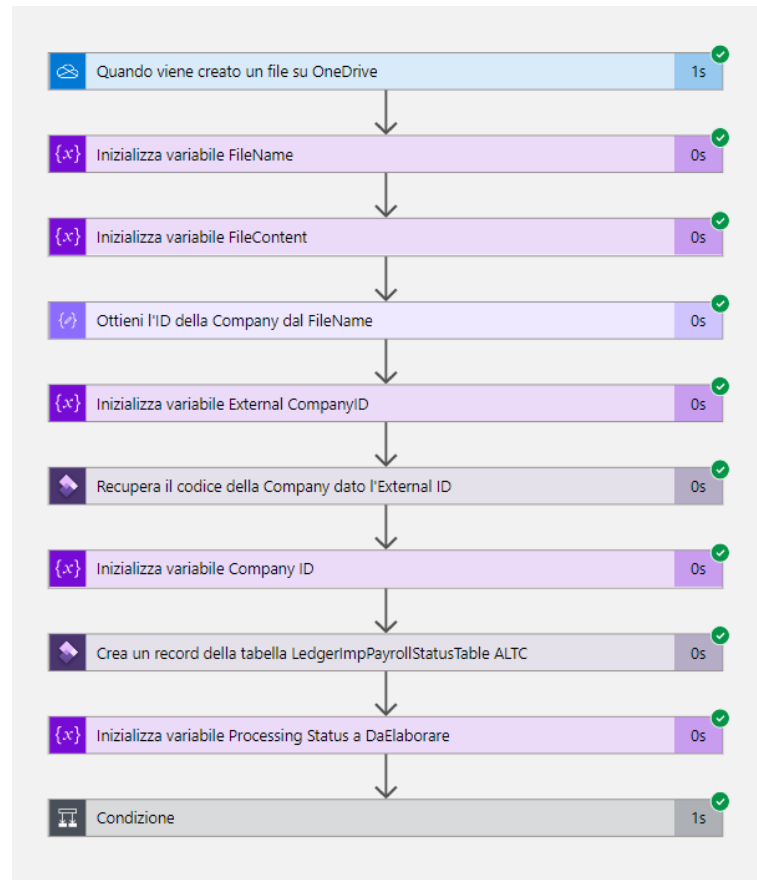 Quando viene creato un file su OneDrive 1s
{x} Inizializza variabile FileName 0s
{x} Inizializza variabile FileContent 0s
Ottieni l'ID della Company dal FileName 0s
{x} Inizializza variabile External CompanyID 0s
Recupera il codice della Company dato l'External ID 0s
{x} Inizializza variabile Company ID 0s
Crea un record della tabella LedgerImpPayrollStatusTable ALTC 0s
{x} Inizializza variabile Processing Status a DaElaborare 0s
Condizione 1s